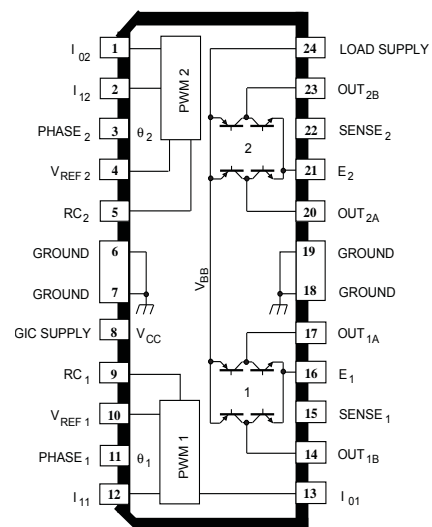 I02 1 24 LOAD SUPPLY
I12 2 PWM 2 23 OUT2B
PHASE2 3 θ2 22 SENSE2
2
VREF 2 4 21 E2
RC2 5 20 OUT2A
GROUND 6 19 GROUND
VBB
GROUND 7 18 GROUND
GIC SUPPLY 8 VCC 17 OUT1A
RC1 9 16 E1
1
VREF 1 10 15 SENSE1
PHASE1 11 θ1 PWM 1 14 OUT1B
I11 12 13 I01